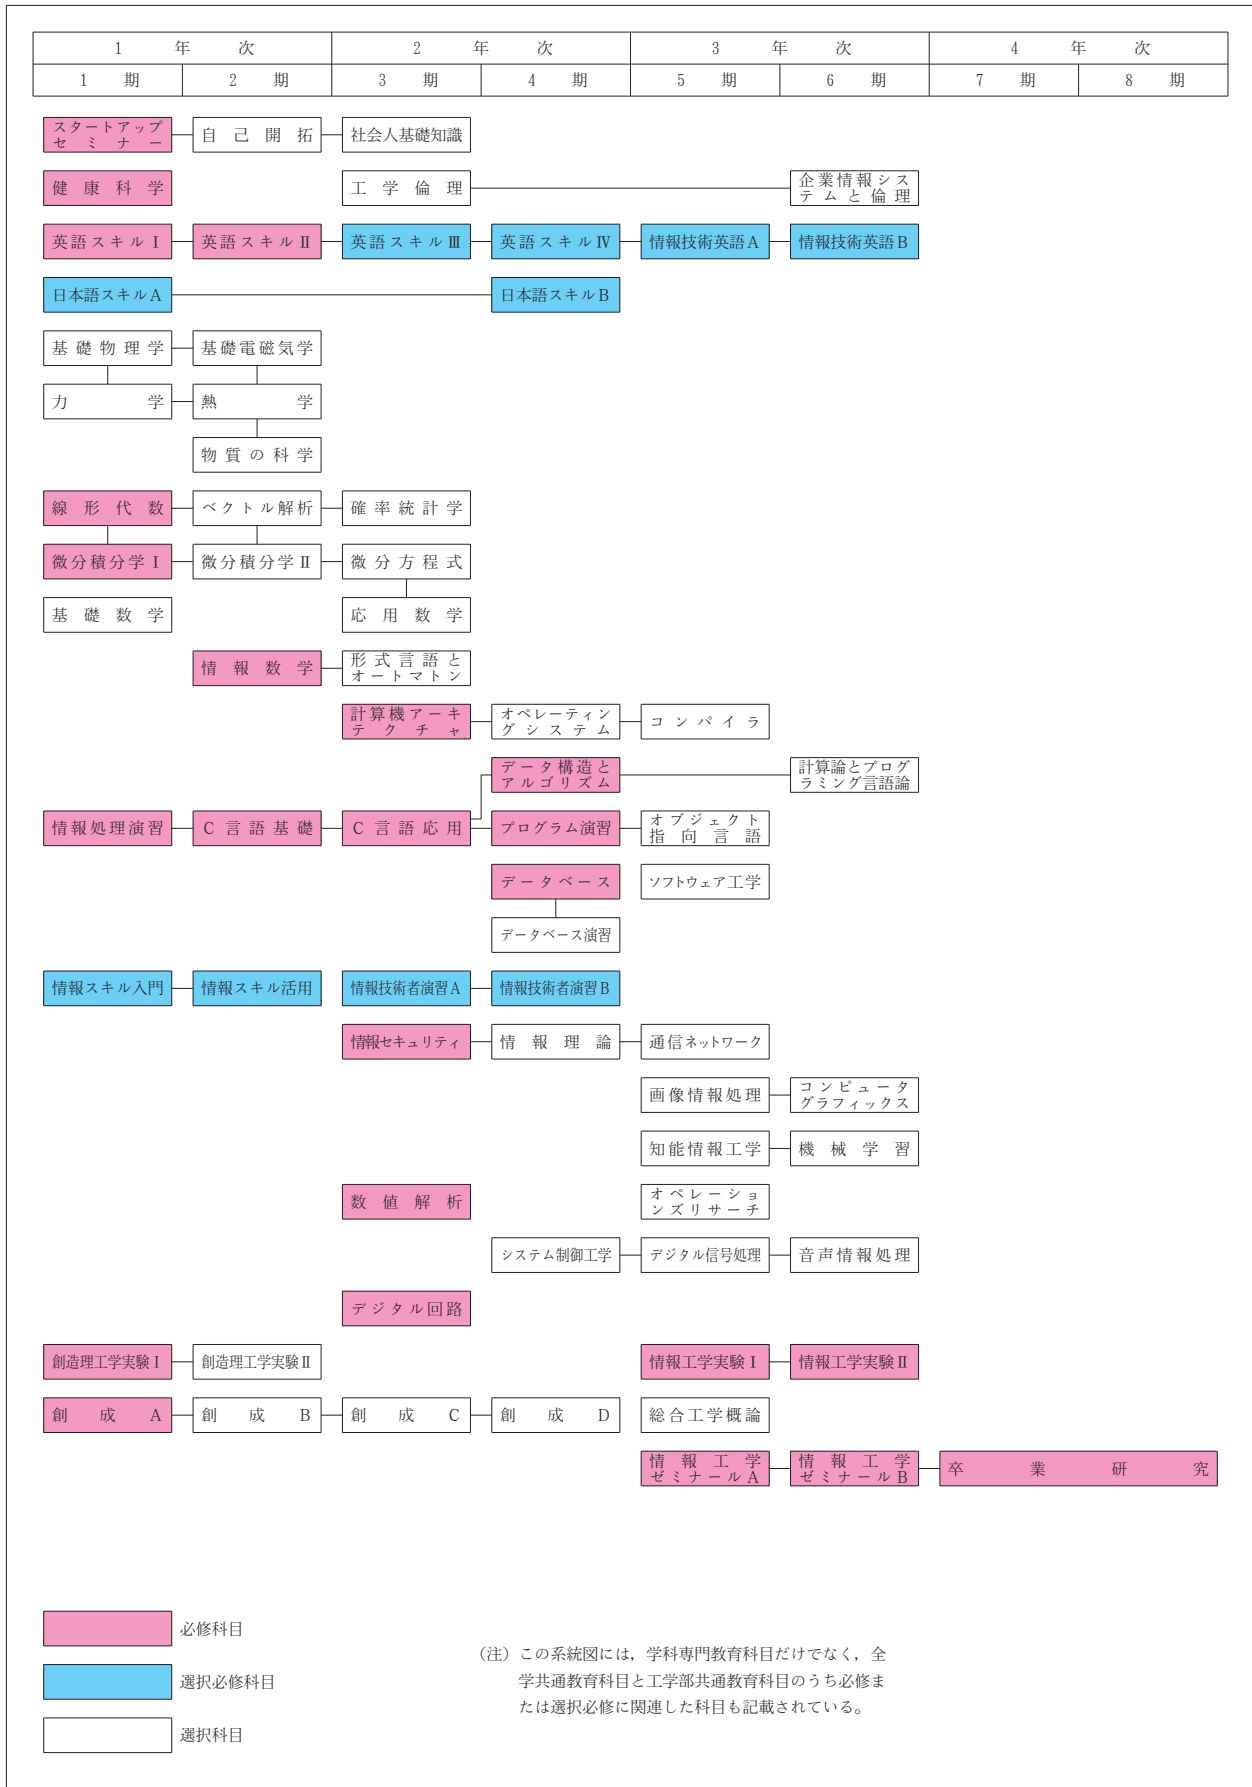 1年次 2年次 3年次 4年次
1期 2期 3期 4期 5期 6期 7期 8期
スタートアップ
セミナー
自己開拓
社会人基礎知識
健康科学
工学倫理
企業情報シス
テムと倫理
英語スキルⅠ
英語スキルⅡ
英語スキルⅢ
英語スキルⅣ
情報技術英語A
情報技術英語B
日本語スキルA
日本語スキルB
基礎物理学
基礎電磁気学
力学
熱学
物質の科学
線形代数
ベクトル解析
確率統計学
微分積分学Ⅰ
微分積分学Ⅱ
微分方程式
基礎数学
応用数学
情報数学
形式言語と
オートマトン
計算機アーキ
テクチャ
オペレーティン
グシステム
コンパイラ
データ構造と
アルゴリズム
計算論とプログ
ラミング言語論
情報処理演習
C言語基礎
C言語応用
プログラム演習
オブジェクト
指向言語
データベース
ソフトウェア工学
データベース演習
情報スキル入門
情報スキル活用
情報技術者演習A
情報技術者演習B
情報セキュリティ
情報理論
通信ネットワーク
画像情報処理
コンピュータ
グラフィックス
知能情報工学
機械学習
数値解析
オペレーショ
ンズリサーチ
システム制御工学
デジタル信号処理
音声情報処理
デジタル回路
創造理工学実験Ⅰ
創造理工学実験Ⅱ
情報工学実験Ⅰ
情報工学実験Ⅱ
創成A
創成B
創成C
創成D
総合工学概論
情報工学
ゼミナールA
情報工学
ゼミナールB
卒業研究
必修科目
選択必修科目
選択科目
（注）この系統図には，学科専門教育科目だけでなく，全
学共通教育科目と工学部共通教育科目のうち必修ま
たは選択必修に関連した科目も記載されている。